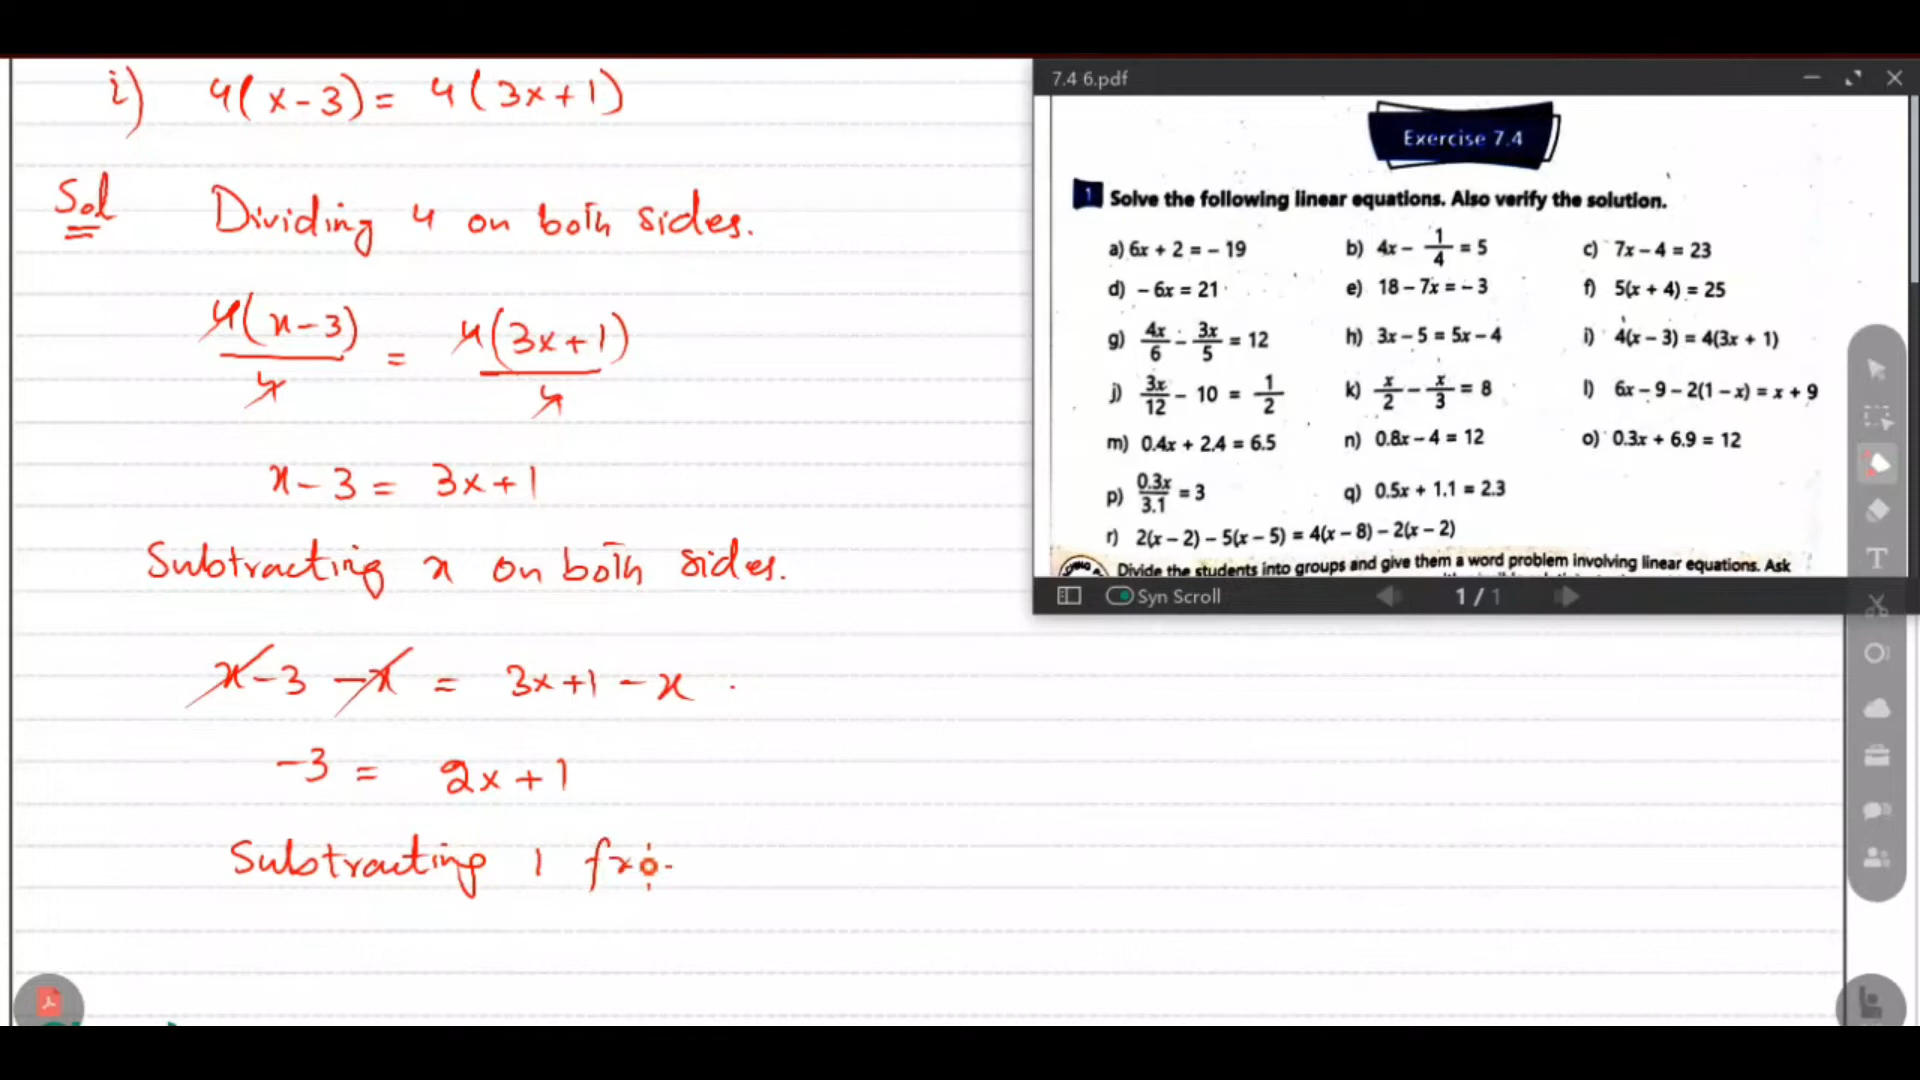 i) 4(x-3) = 4(3x+1)
Sol Dividing 4 on both sides.
4(x-3)/4 = 4(3x+1)/4
x-3 = 3x+1
Subtracting x on both sides.
x-3-x = 3x+1-x
-3 = 2x+1
Subtracting 1 fro
7.4 6.pdf
Exercise 7.4
1 Solve the following linear equations. Also verify the solution.
a) 6x + 2 = – 19 b) 4x – 1/4 = 5 c) 7x – 4 = 23
d) – 6x = 21 e) 18 – 7x = – 3 f) 5(x + 4) = 25
g) 4x/6 - 3x/5 = 12 h) 3x – 5 = 5x – 4 i) 4(x – 3) = 4(3x + 1)
j) 3x/12 – 10 = 1/2 k) x/2 – x/3 = 8 l) 6x – 9 – 2(1 – x) = x + 9
m) 0.4x + 2.4 = 6.5 n) 0.8x – 4 = 12 o) 0.3x + 6.9 = 12
p) 0.3x/3.1 = 3 q) 0.5x + 1.1 = 2.3
r) 2(x – 2) – 5(x – 5) = 4(x – 8) – 2(x – 2)
Divide the students into groups and give them a word problem involving linear equations. Ask
Syn Scroll 1 / 1